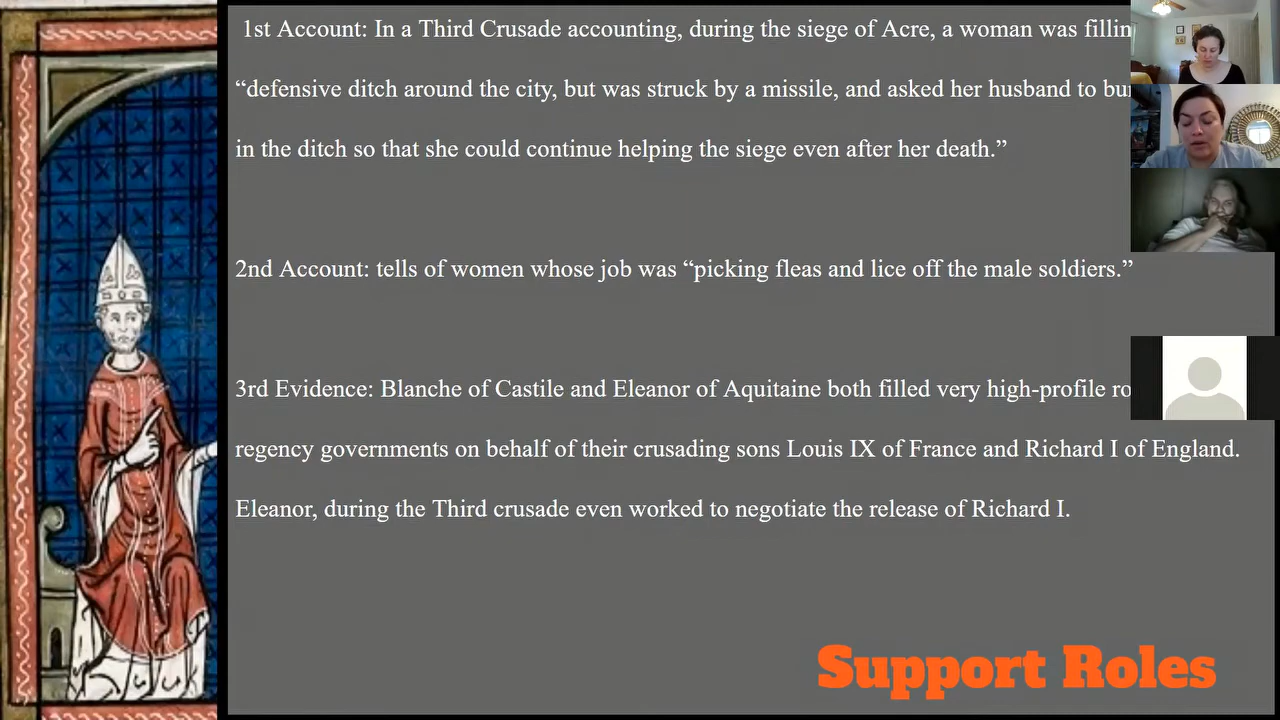 1st Account: In a Third Crusade accounting, during the siege of Acre, a woman was
“defensive ditch around the city, but was struck by a missile, and asked her husband to
in the ditch so that she could continue helping the siege even after her death.”
2nd Account: tells of women whose job was “picking fleas and lice off the male soldiers.”
3rd Evidence: Blanche of Castile and Eleanor of Aquitaine both filled very high-profile
regency governments on behalf of their crusading sons Louis IX of France and Richard I of England.
Eleanor, during the Third crusade even worked to negotiate the release of Richard I.
Support Roles